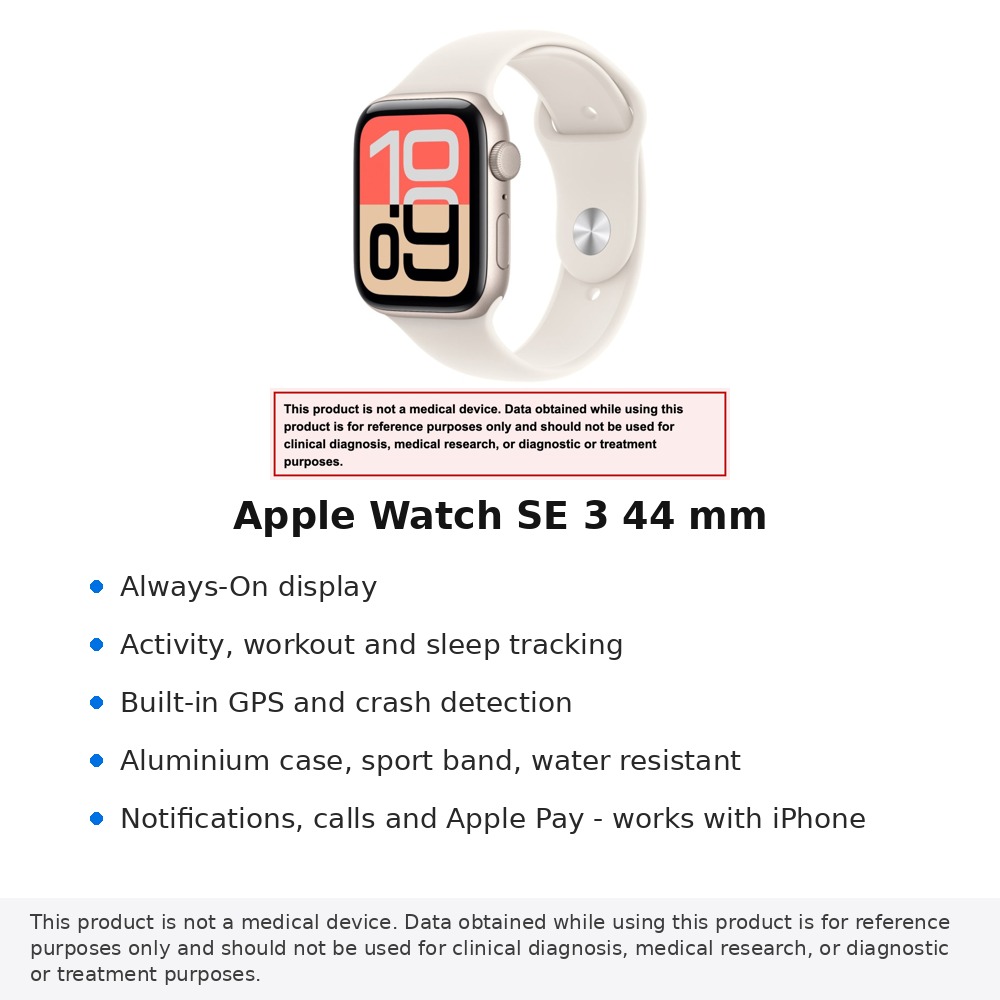 10
09
This product is not a medical device. Data obtained while using this
product is for reference purposes only and should not be used for
clinical diagnosis, medical research, or diagnostic or treatment
purposes.
Apple Watch SE 3 44 mm
Always-On display
Activity, workout and sleep tracking
Built-in GPS and crash detection
Aluminium case, sport band, water resistant
Notifications, calls and Apple Pay - works with iPhone
This product is not a medical device. Data obtained while using this product is for reference
purposes only and should not be used for clinical diagnosis, medical research, or diagnostic
or treatment purposes.